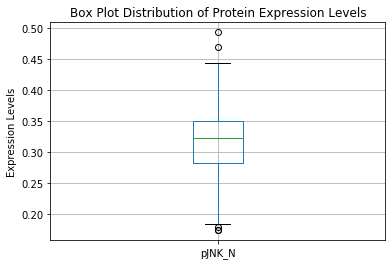 Box Plot Distribution of Protein Expression Levels
0.50
0.45
0.40
0.35
0.30
0.25
0.20
Expression Levels
pJNK_N